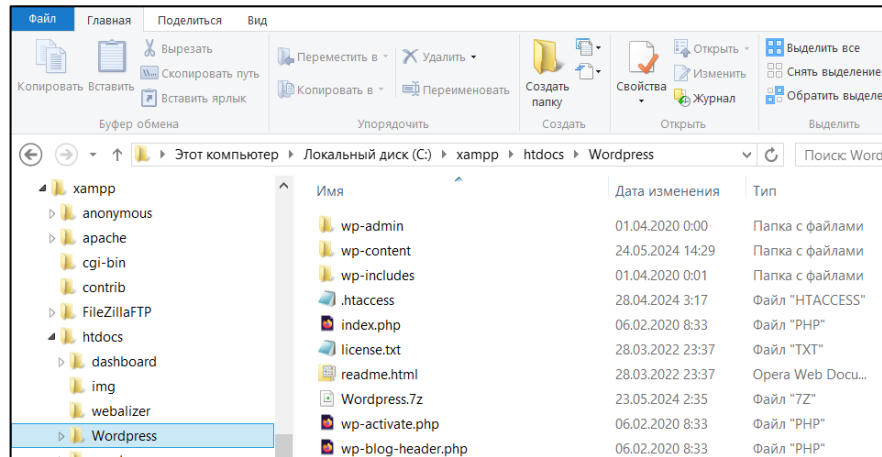 Файл Главная Поделиться Вид
Копировать Вставить Вырезать
Скопировать путь
Вставить ярлык
Буфер обмена
Переместить в Удалить
Копировать в Переименовать
Упорядочить
Создать папку
Создать
Свойства Открыть
Изменить
Журнал
Открыть
Выделить все
Снять выделение
Обратить выделе
Выделить
Этот компьютер Локальный диск (C:) xampp htdocs Wordpress Поиск: Word
xampp
anonymous
apache
cgi-bin
contrib
FileZillaFTP
htdocs
dashboard
img
webalizer
Wordpress
Имя Дата изменения Тип
wp-admin 01.04.2020 0:00 Папка с файлами
wp-content 24.05.2024 14:29 Папка с файлами
wp-includes 01.04.2020 0:01 Папка с файлами
.htaccess 28.04.2024 3:17 Файл "HTACCESS"
index.php 06.02.2020 8:33 Файл "PHP"
license.txt 28.03.2022 23:37 Файл "TXT"
readme.html 28.03.2022 23:37 Opera Web Docu...
Wordpress.7z 23.05.2024 2:35 Файл "7Z"
wp-activate.php 06.02.2020 8:33 Файл "PHP"
wp-blog-header.php 06.02.2020 8:33 Файл "PHP"